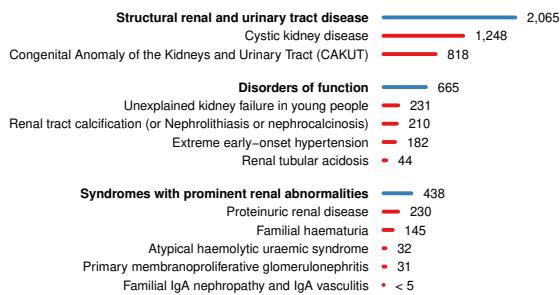 Structural renal and urinary tract disease 2,065
Cystic kidney disease 1,248
Congenital Anomaly of the Kidneys and Urinary Tract (CAKUT) 818
Disorders of function 665
Unexplained kidney failure in young people 231
Renal tract calcification (or Nephrolithiasis or nephrocalcinosis) 210
Extreme early−onset hypertension 182
Renal tubular acidosis 44
Syndromes with prominent renal abnormalities 438
Proteinuric renal disease 230
Familial haematuria 145
Atypical haemolytic uraemic syndrome 32
Primary membranoproliferative glomerulonephritis 31
Familial IgA nephropathy and IgA vasculitis < 5